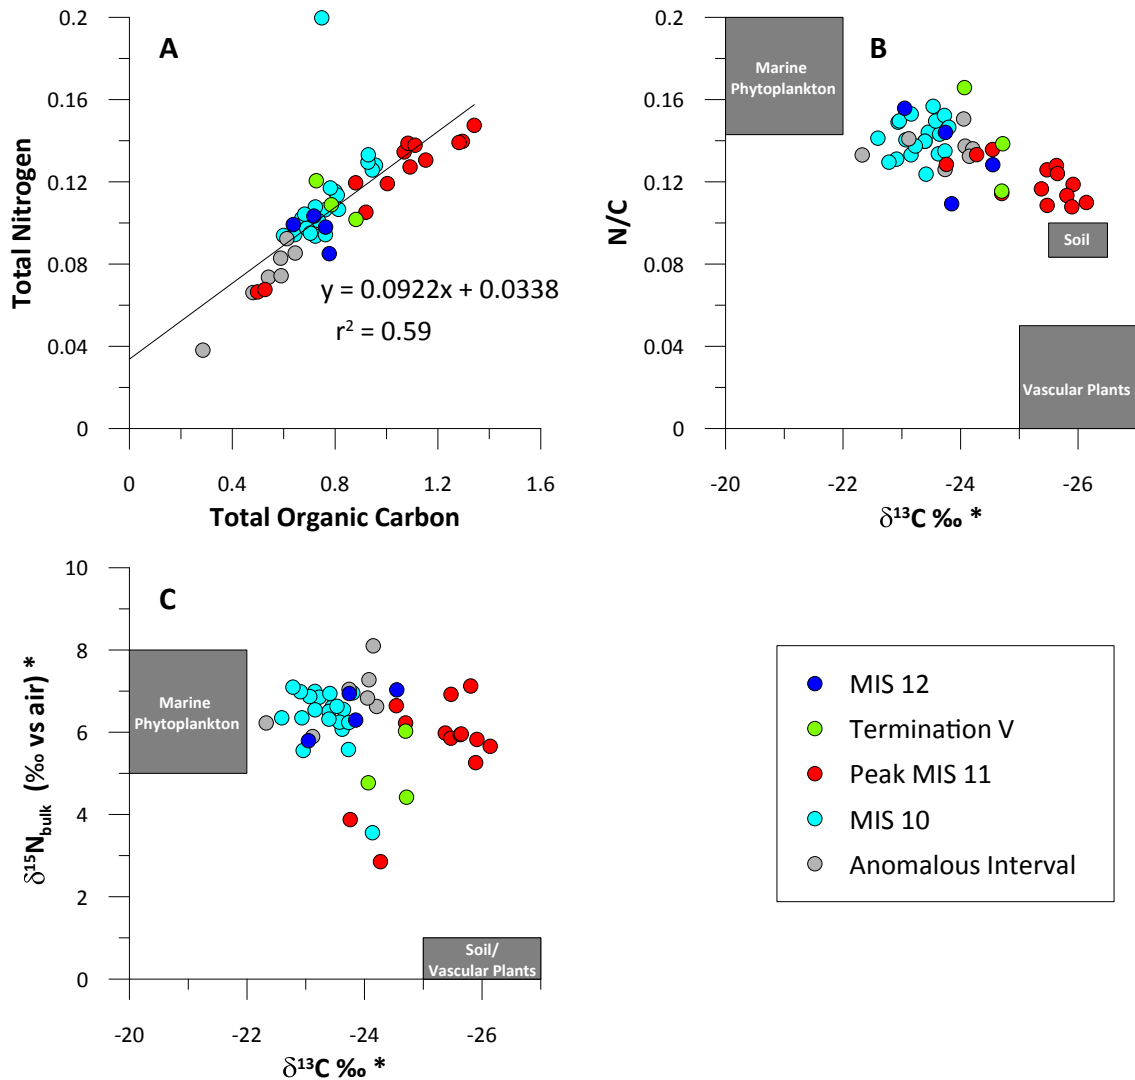 A
Total Nitrogen
0.2
0.16
0.12
0.08
0.04
0
y = 0.0922x + 0.0338
r² = 0.59
0 0.4 0.8 1.2 1.6
Total Organic Carbon
B
N/C
0.2
0.16
0.12
0.08
0.04
0
Marine
Phytoplankton
Soil
Vascular Plants
-20 -22 -24 -26
δ¹³C ‰ *
C
δ¹⁵N_bulk (‰ vs air) *
10
8
6
4
2
0
Marine
Phytoplankton
Soil/
Vascular Plants
-20 -22 -24 -26
δ¹³C ‰ *
MIS 12
Termination V
Peak MIS 11
MIS 10
Anomalous Interval